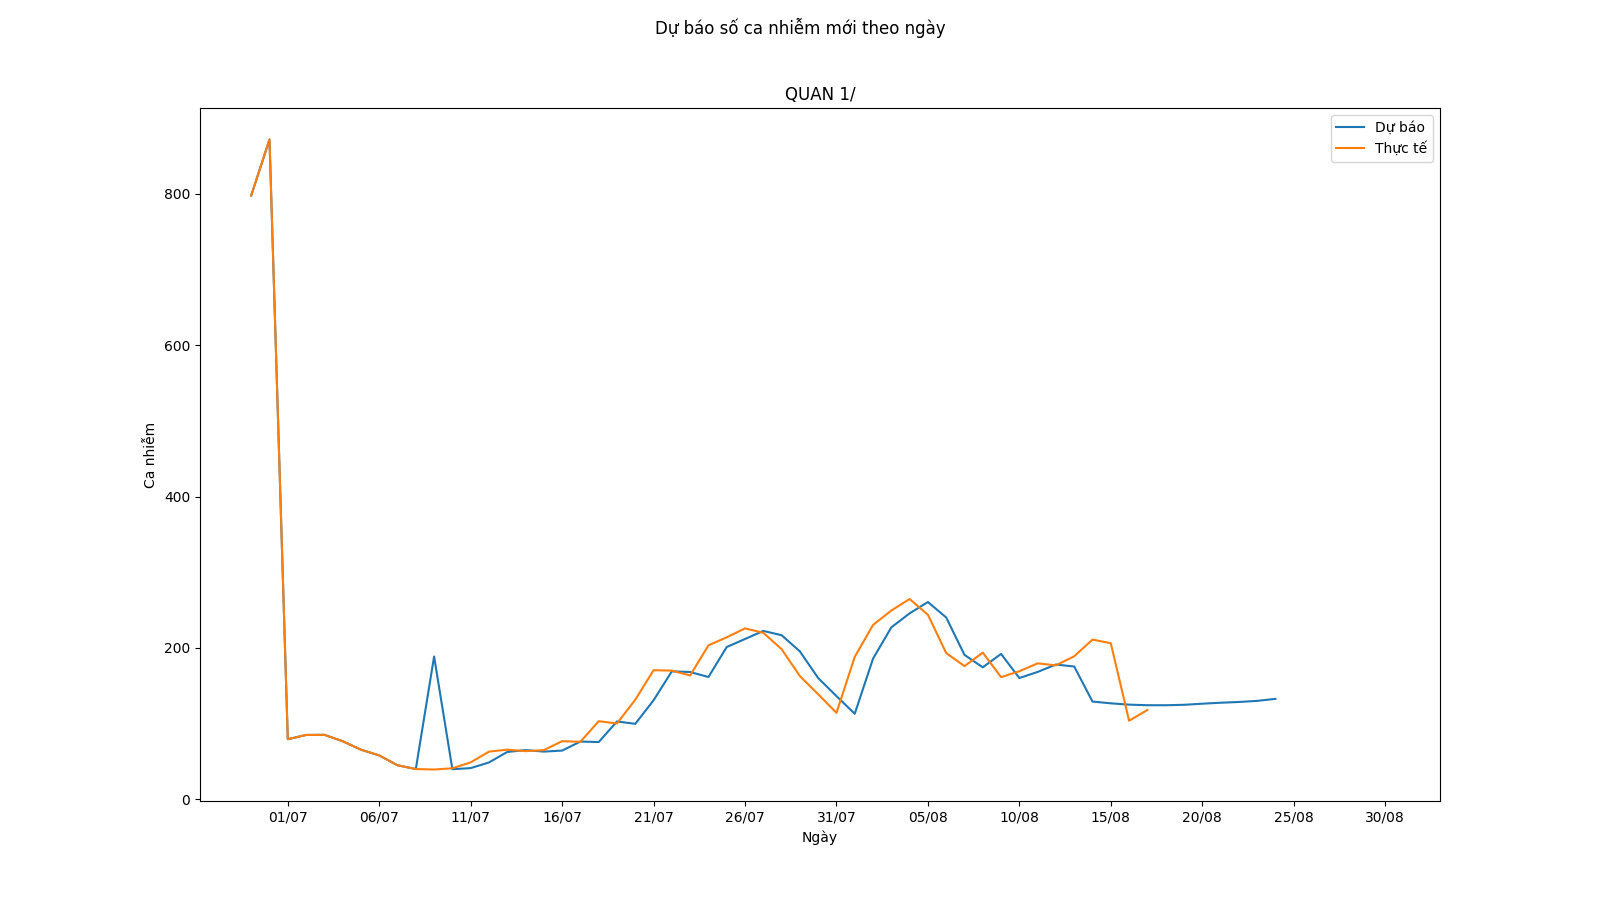 Dự báo số ca nhiễm mới theo ngày
QUAN 1/
Dự báo
Thực tế
800
600
400
200
0
Ca nhiễm
01/07 06/07 11/07 16/07 21/07 26/07 31/07 05/08 10/08 15/08 20/08 25/08 30/08
Ngày